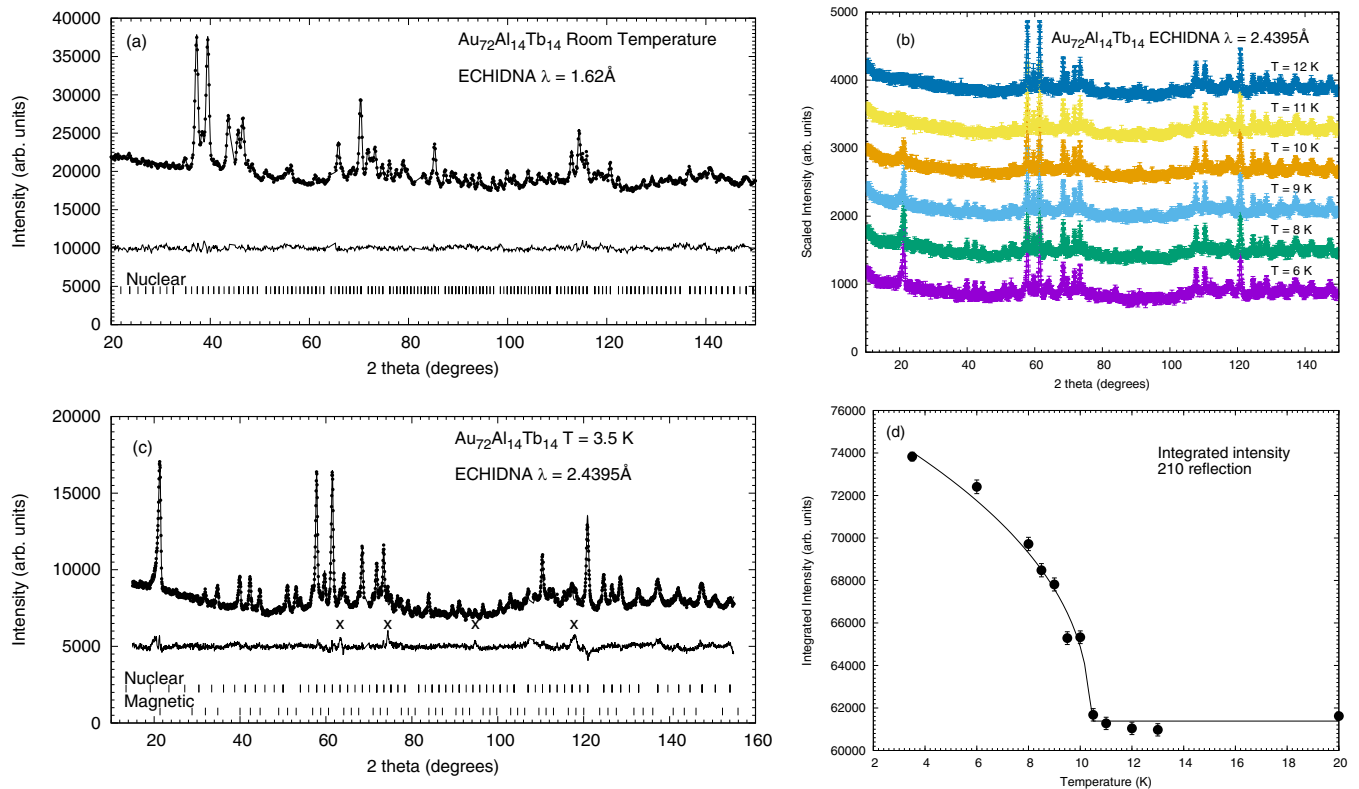 (a)
Au72Al14Tb14 Room Temperature
ECHIDNA λ = 1.62Å
Intensity (arb. units)
40000
35000
30000
25000
20000
15000
10000
5000
0
Nuclear
20 40 60 80 100 120 140
2 theta (degrees)
(b)
Au72Al14Tb14 ECHIDNA λ = 2.4395Å
Scaled Intensity (arb. units)
5000
4000
3000
2000
1000
0
T = 12 K
T = 11 K
T = 10 K
T = 9 K
T = 8 K
T = 6 K
20 40 60 80 100 120 140
2 theta (degrees)
(c)
Au72Al14Tb14 T = 3.5 K
ECHIDNA λ = 2.4395Å
Intensity (arb. units)
20000
15000
10000
5000
0
x x x x
Nuclear
Magnetic
20 40 60 80 100 120 140 160
2 theta (degrees)
(d)
Integrated intensity
210 reflection
Integrated Intensity (arb. units)
76000
74000
72000
70000
68000
66000
64000
62000
60000
2 4 6 8 10 12 14 16 18 20
Temperature (K)